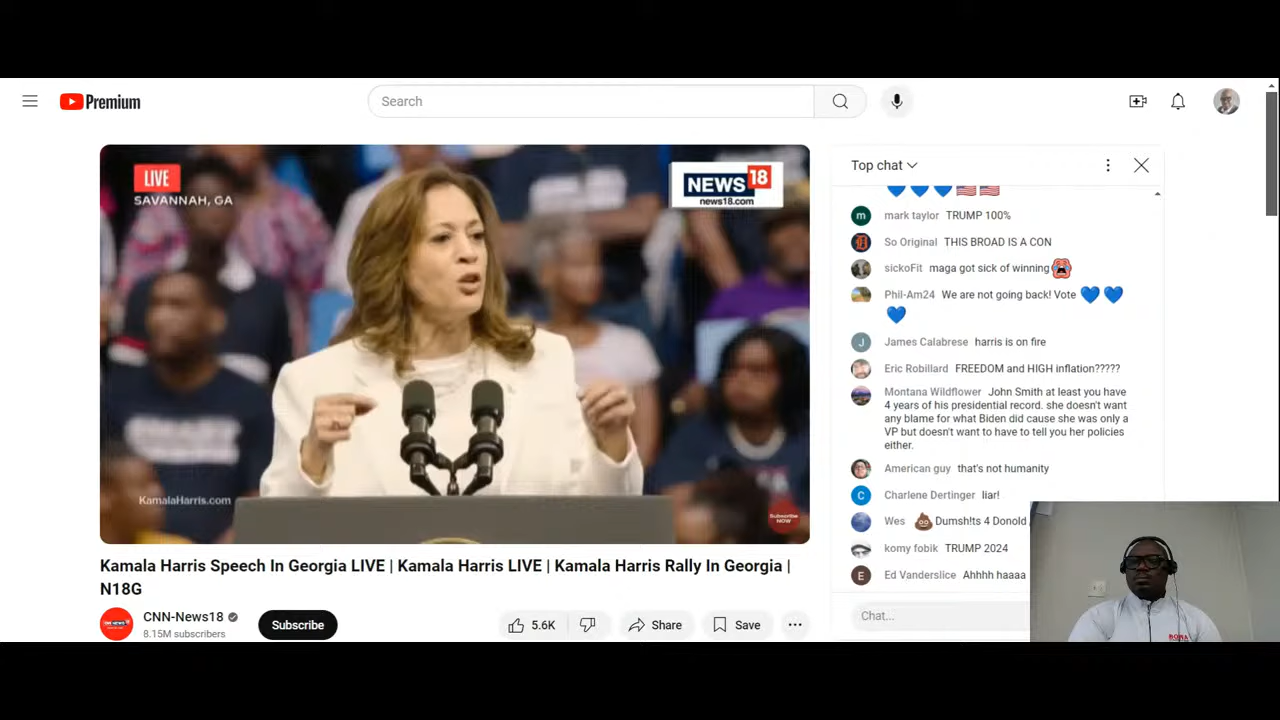 Premium
Search
LIVE
SAVANNAH, GA
NEWS 18
news18.com
KamalaHarris.com
Subscribe
NOW
Kamala Harris Speech In Georgia LIVE | Kamala Harris LIVE | Kamala Harris Rally In Georgia |
N18G
CNN-News18
8.15M subscribers
Subscribe
5.6K
Share
Save
Top chat
mark taylor TRUMP 100%
So Original THIS BROAD IS A CON
sickoFit maga got sick of winning
Phil-Am24 We are not going back! Vote 💙 💙
💙
James Calabrese harris is on fire
Eric Robillard FREEDOM and HIGH inflation?????
Montana Wildflower John Smith at least you have
4 years of his presidential record. she doesn't want
any blame for what Biden did cause she was only a
VP but doesn't want to have to tell you her policies
either.
American guy that's not humanity
Charlene Dertinger liar!
Wes 💩Dumsh!ts 4 Donold
komy fobik TRUMP 2024
Ed Vanderslice Ahhhh haaaa
Chat...